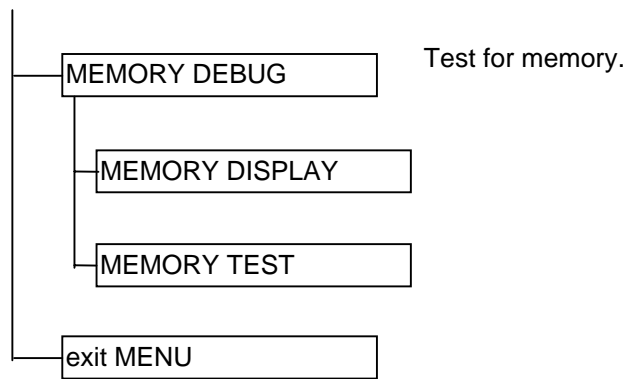 MEMORY DEBUG
Test for memory.
MEMORY DISPLAY
MEMORY TEST
exit MENU